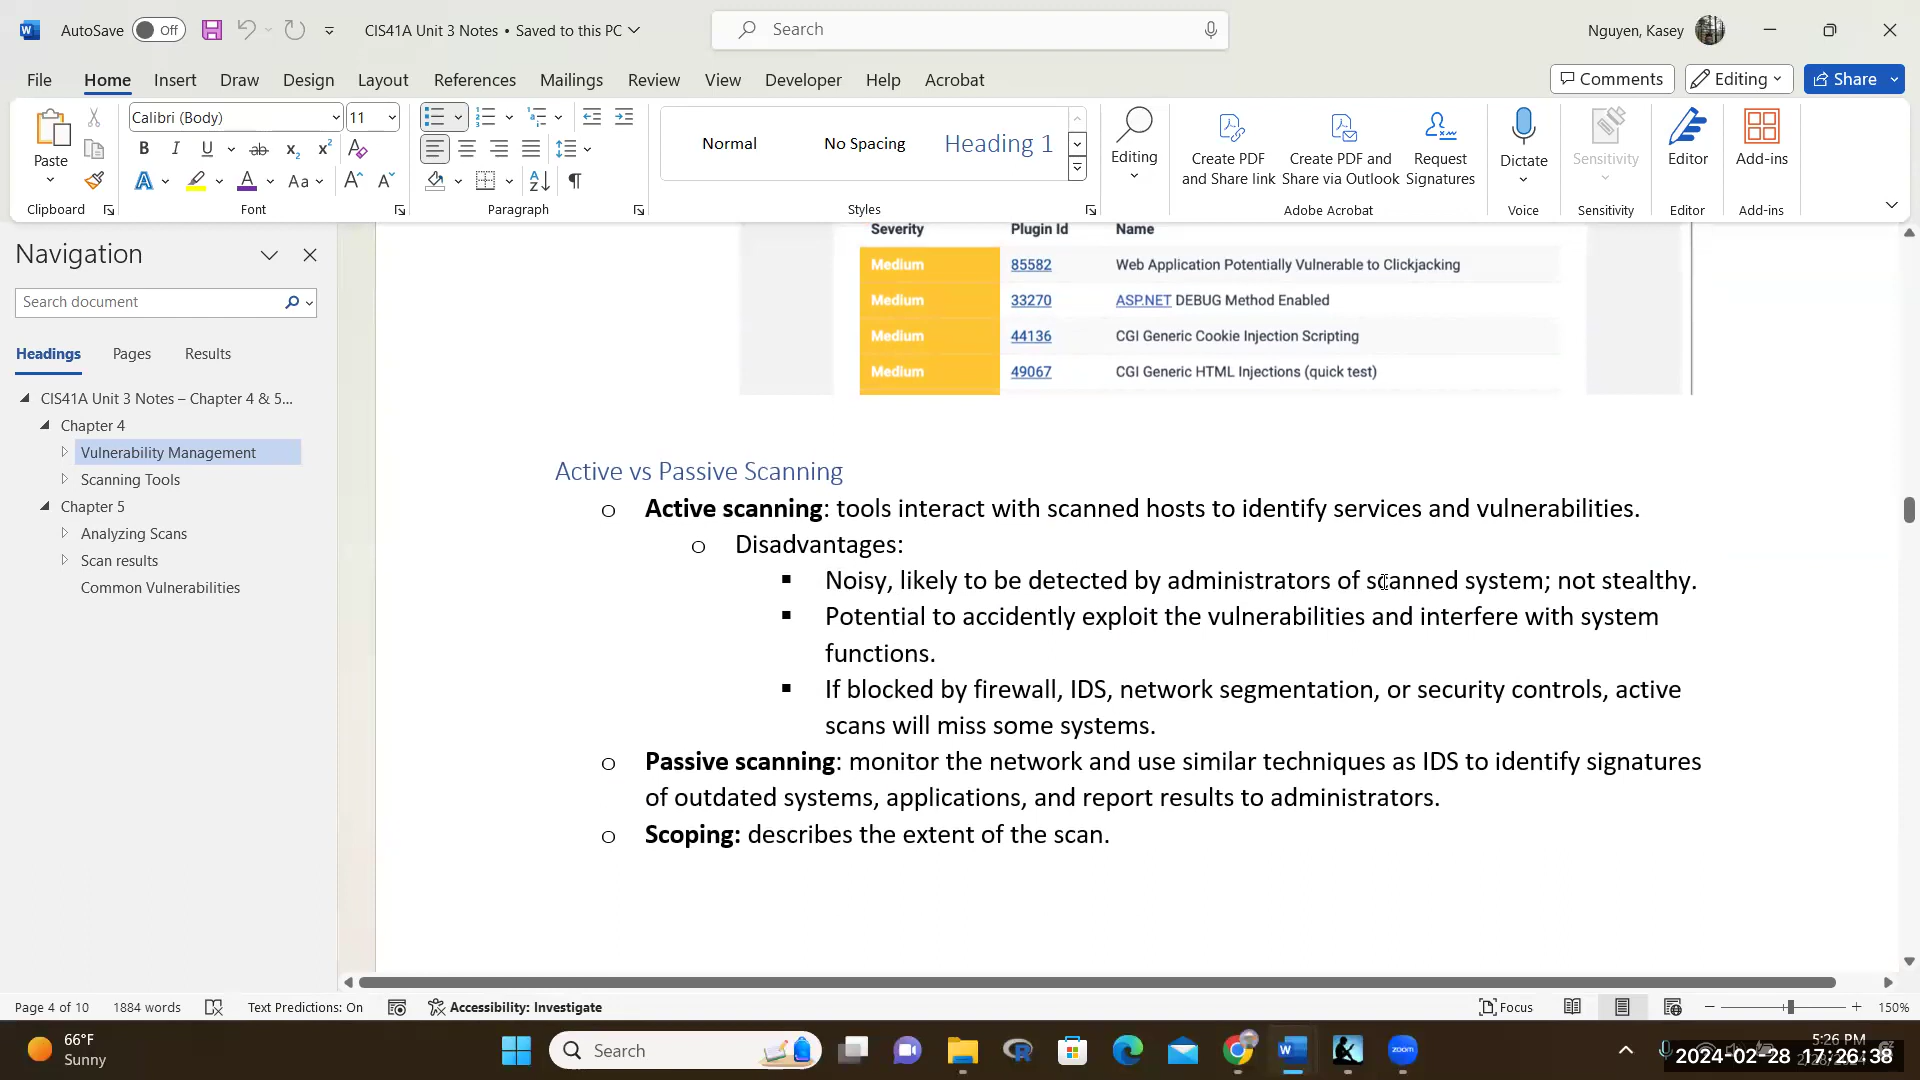 AutoSave Off CIS41A Unit 3 Notes • Saved to this PC Search Nguyen, Kasey
File Home Insert Draw Design Layout References Mailings Review View Developer Help Acrobat Comments Editing Share
Calibri (Body) 11
Paste
Normal No Spacing Heading 1
Editing
Create PDF and Share link
Create PDF and Share via Outlook
Request Signatures
Dictate
Sensitivity
Editor
Add-ins
Clipboard Font Paragraph Styles Adobe Acrobat Voice Sensitivity Editor Add-ins
Navigation
Search document
Headings Pages Results
CIS41A Unit 3 Notes – Chapter 4 & 5...
Chapter 4
Vulnerability Management
Scanning Tools
Chapter 5
Analyzing Scans
Scan results
Common Vulnerabilities
Severity Plugin Id Name
Medium 85582 Web Application Potentially Vulnerable to Clickjacking
Medium 33270 ASP.NET DEBUG Method Enabled
Medium 44136 CGI Generic Cookie Injection Scripting
Medium 49067 CGI Generic HTML Injections (quick test)
Active vs Passive Scanning
o Active scanning: tools interact with scanned hosts to identify services and vulnerabilities.
o Disadvantages:
▪ Noisy, likely to be detected by administrators of scanned system; not stealthy.
▪ Potential to accidently exploit the vulnerabilities and interfere with system
functions.
▪ If blocked by firewall, IDS, network segmentation, or security controls, active
scans will miss some systems.
o Passive scanning: monitor the network and use similar techniques as IDS to identify signatures
of outdated systems, applications, and report results to administrators.
o Scoping: describes the extent of the scan.
Page 4 of 10 1884 words Text Predictions: On Accessibility: Investigate Focus 150%
66°F
Sunny
Search
zoom
5:26 PM
2024-02-28 17:26:38